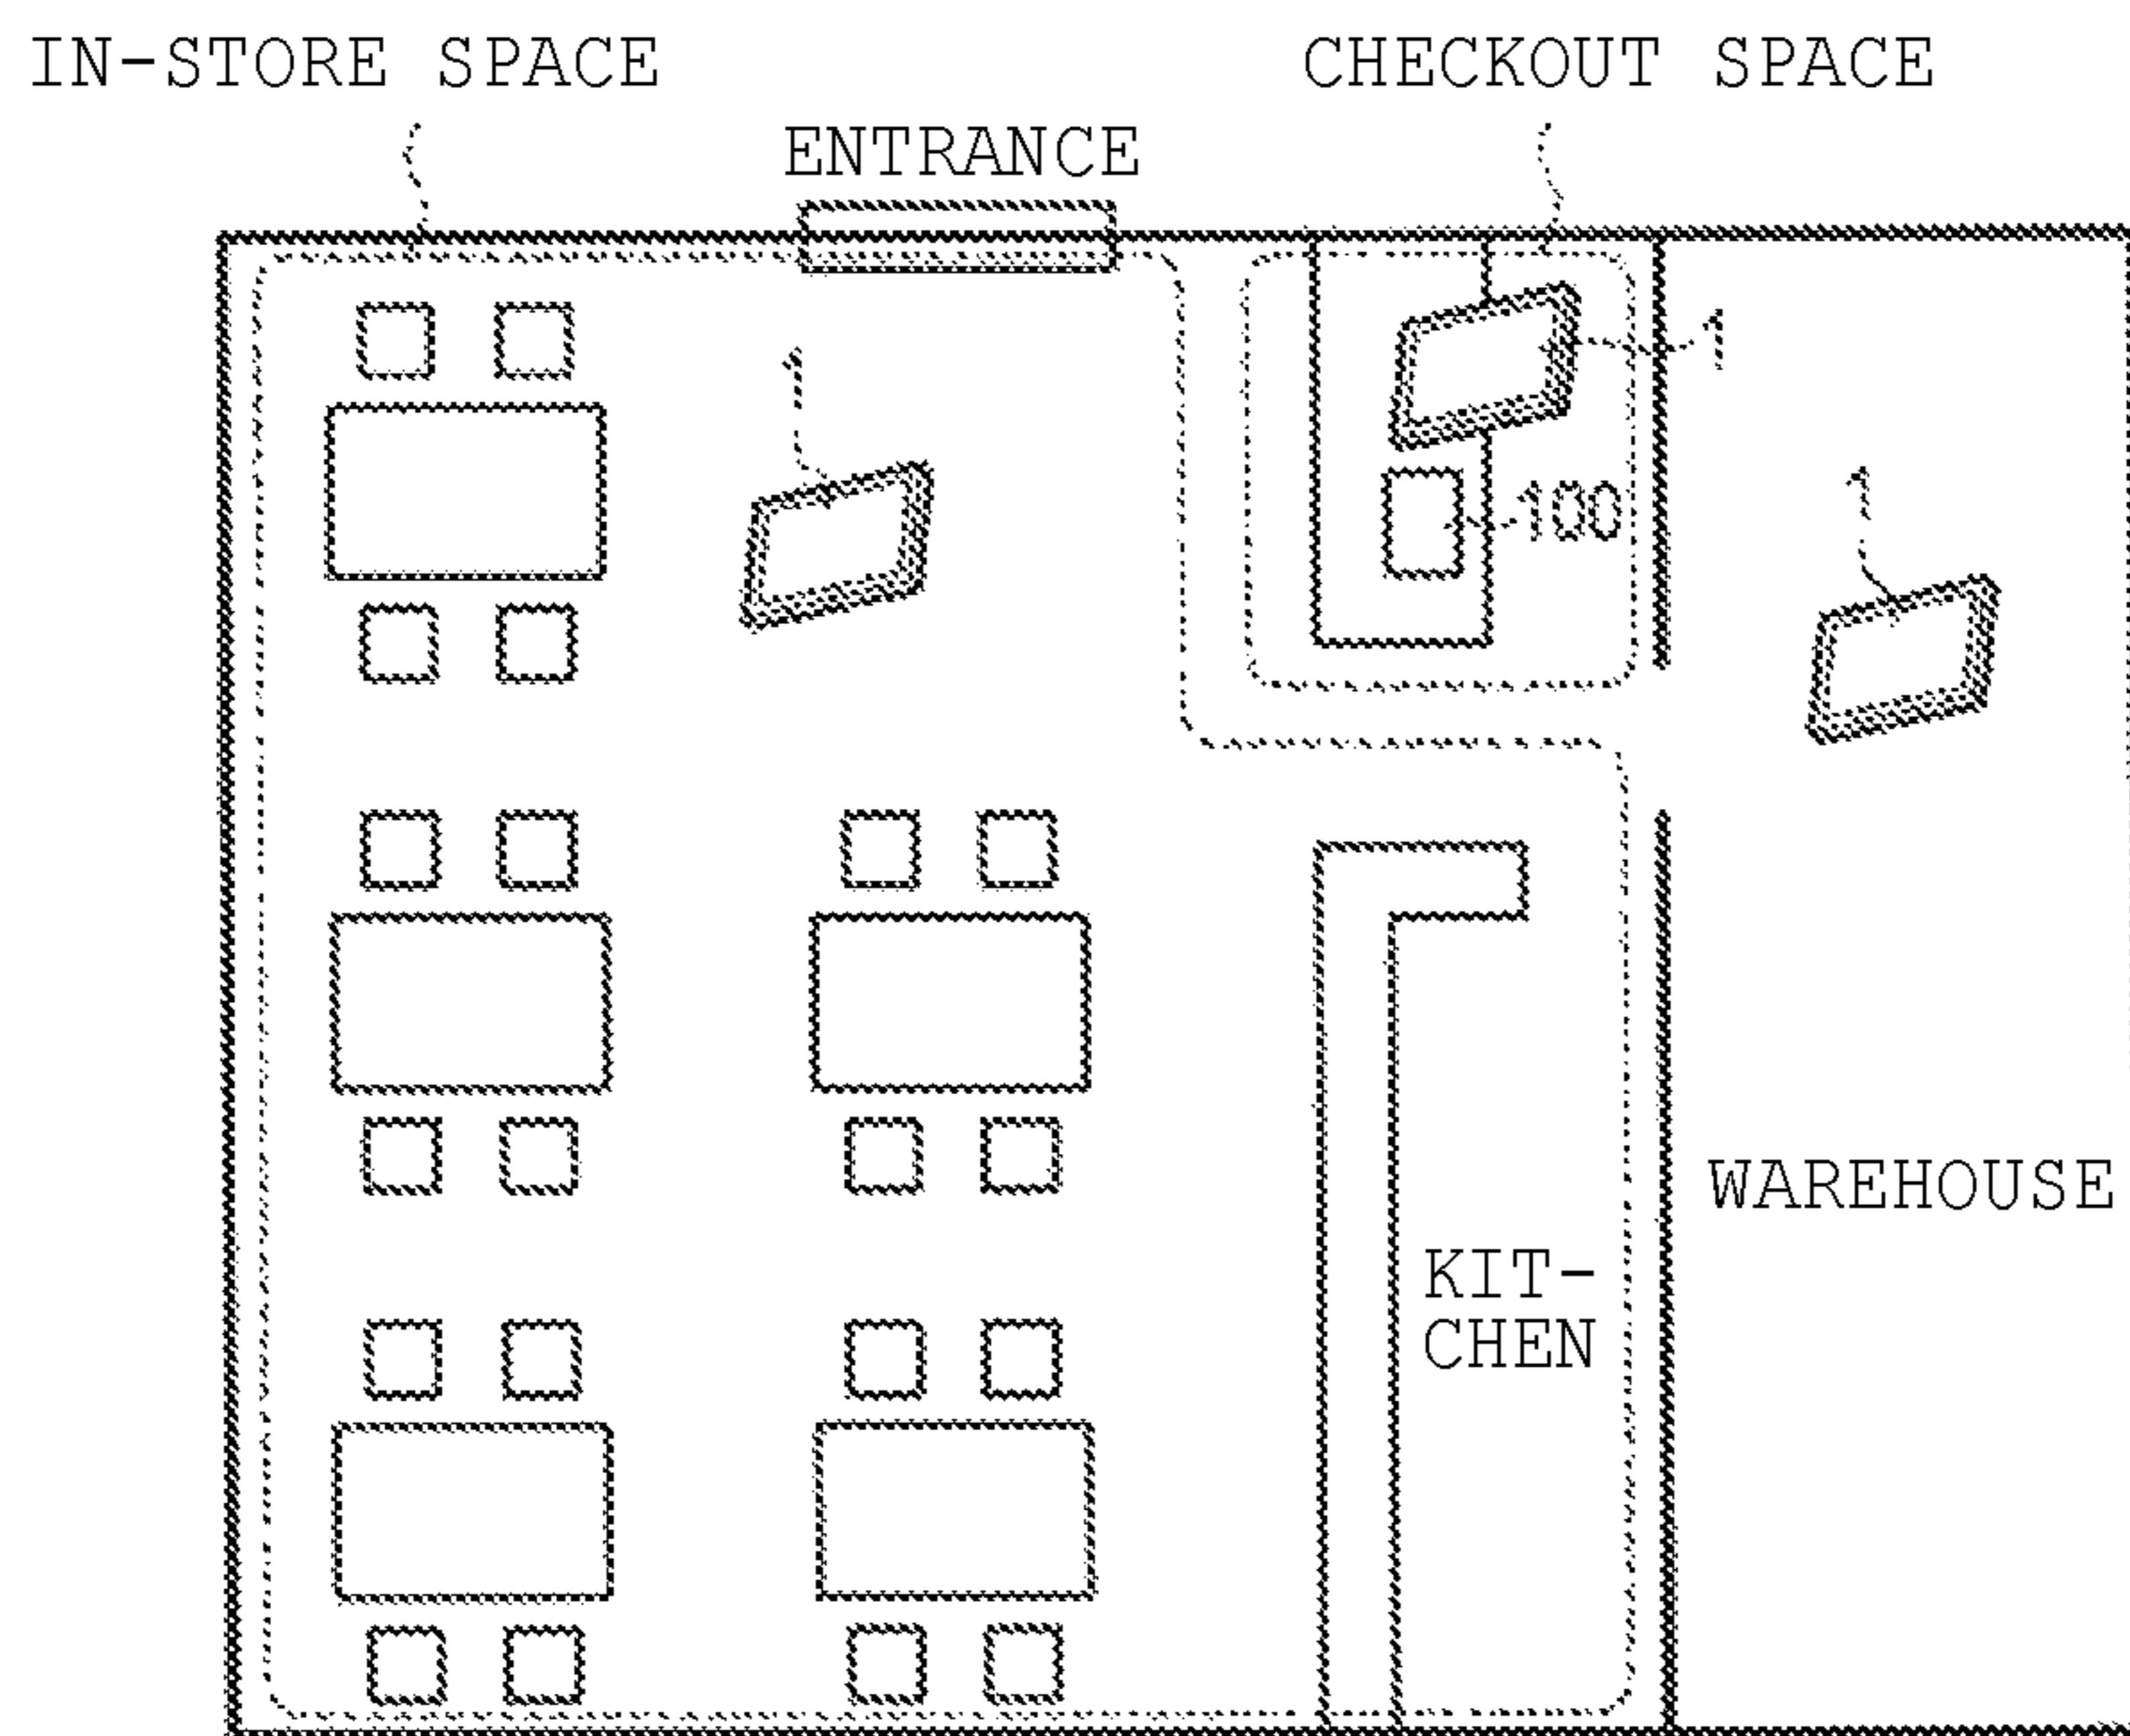 IN-STORE SPACE
CHECKOUT SPACE
ENTRANCE
1
1
100
1
WAREHOUSE
KIT-
CHEN